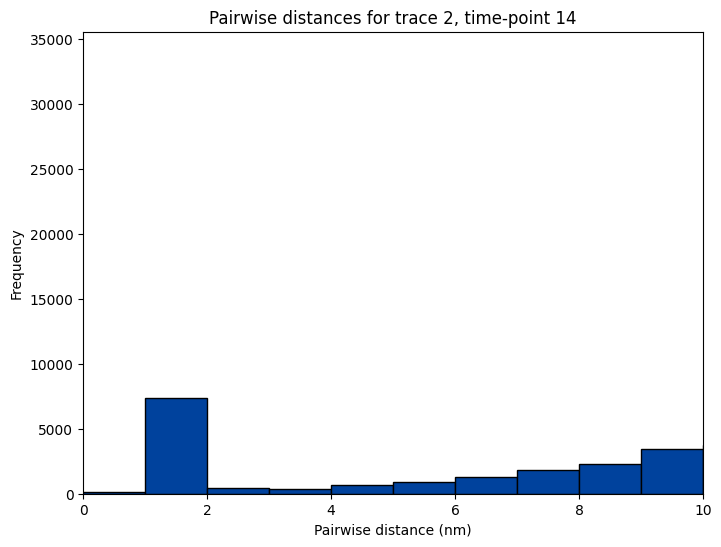 Pairwise distances for trace 2, time-point 14
35000
30000
25000
20000
15000
10000
5000
0
Frequency
0 2 4 6 8 10
Pairwise distance (nm)